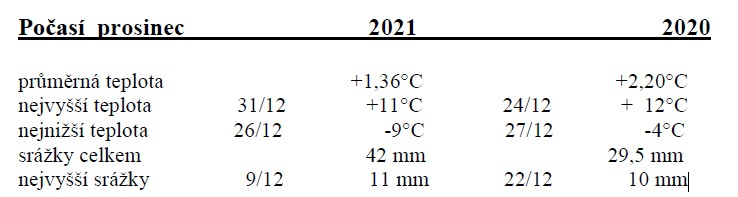 Počasí prosinec 2021 2020
průměrná teplota +1,36°C +2,20°C
nejvyšší teplota 31/12 +11°C 24/12 + 12°C
nejnižší teplota 26/12 -9°C 27/12 -4°C
srážky celkem 42 mm 29,5 mm
nejvyšší srážky 9/12 11 mm 22/12 10 mm